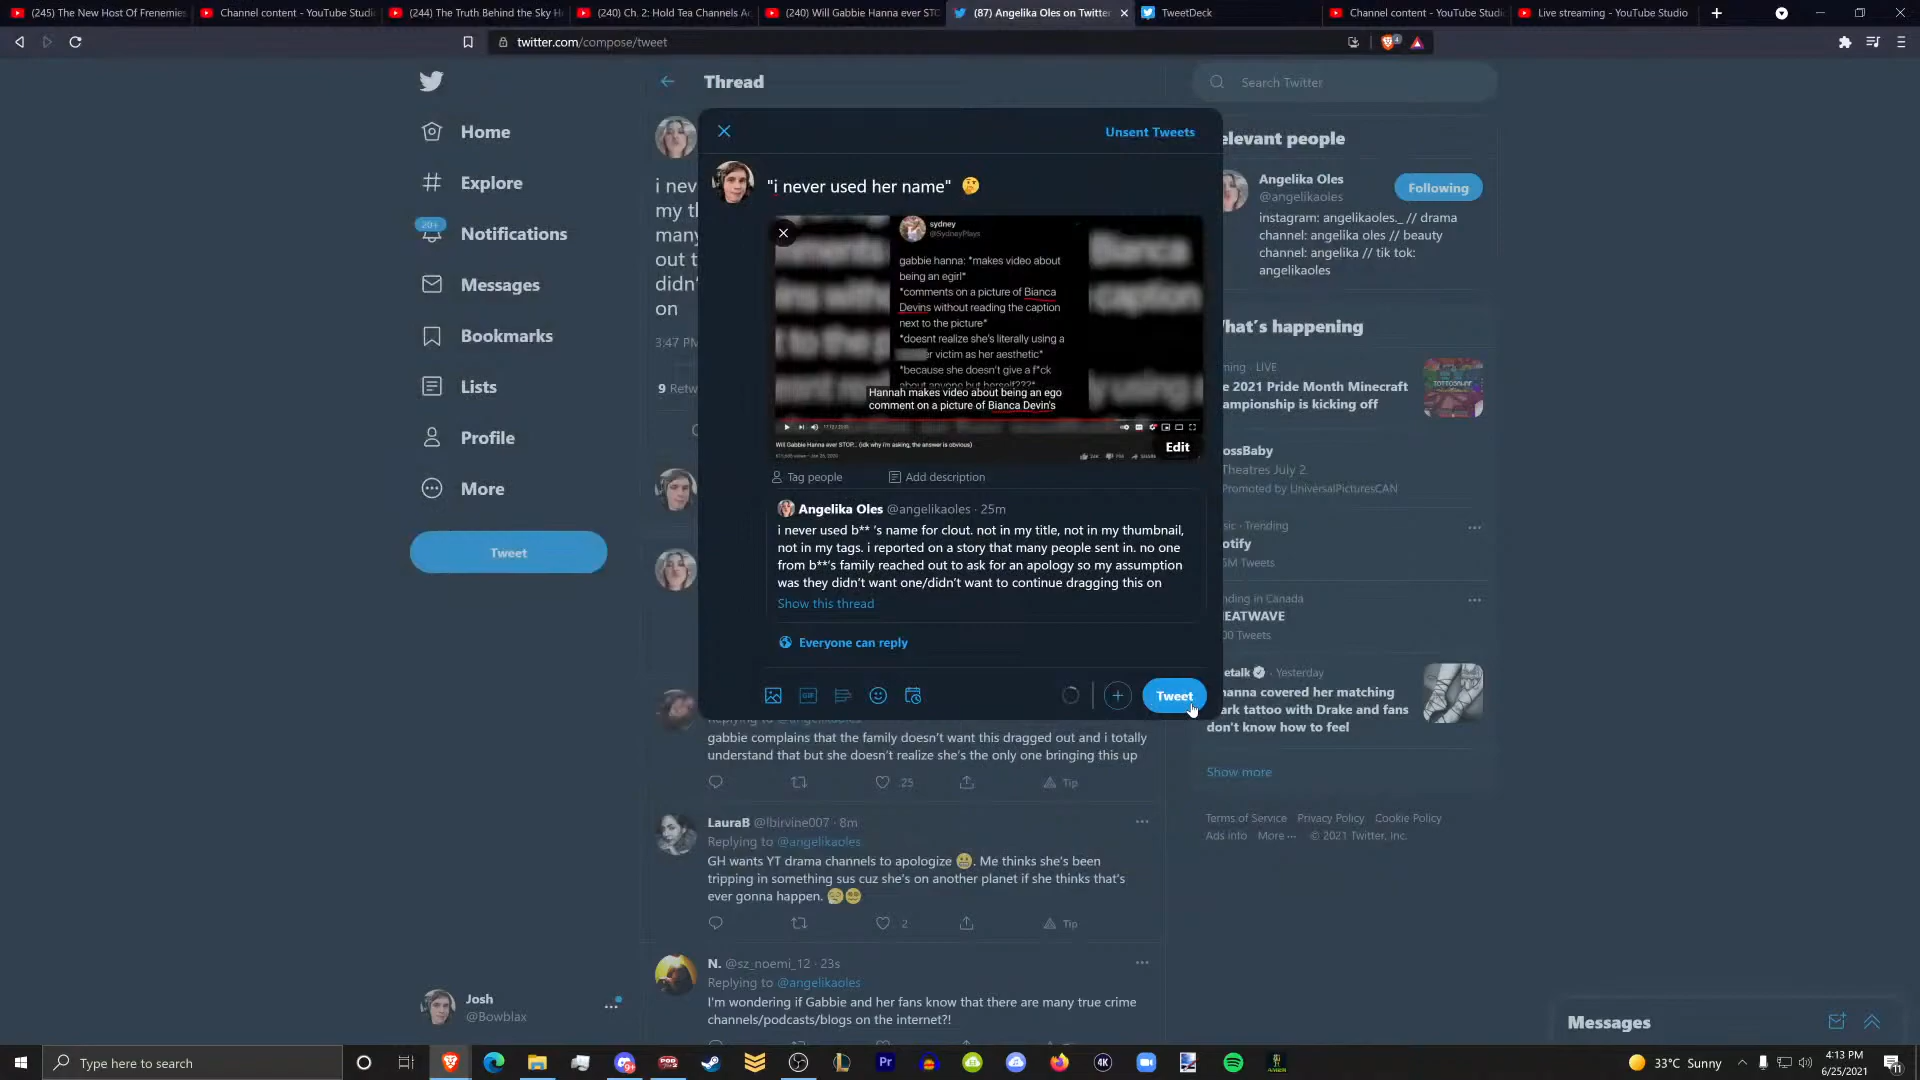 (245) The New Host Of Frenemies
Channel content - YouTube Studi
(244) The Truth Behind the Sky H
(240) Ch. 2: Hold Tea Channels Ac
(240) Will Gabbie Hanna ever STO
(87) Angelika Oles on Twitter
TweetDeck
Channel content - YouTube Studi
Live streaming - YouTube Studio
twitter.com/compose/tweet
4
Home
Explore
20+
Notifications
Messages
Bookmarks
Lists
Profile
More
Tweet
Josh
@Bowblax
Thread
i nev
my th
many
out t
didn'
on
3:47 PM
9 Retw
Unsent Tweets
"i never used her name" 🤔
sydney
@SydneyPlays
gabbie hanna: *makes video about
being an egirl*
*comments on a picture of Bianca
Devins without reading the caption
next to the picture*
*doesnt realize she's literally using a
er victim as her aesthetic*
*because she doesn't give a f*ck
about anyone but herself???*
Hannah makes video about being an ego
comment on a picture of Bianca Devin's
Will Gabbie Hanna ever STOP... (idk why i'm asking, the answer is obvious)
Edit
Tag people
Add description
Angelika Oles @angelikaoles · 25m
i never used b** 's name for clout. not in my title, not in my thumbnail,
not in my tags. i reported on a story that many people sent in. no one
from b**'s family reached out to ask for an apology so my assumption
was they didn't want one/didn't want to continue dragging this on
Show this thread
Everyone can reply
GIF
Tweet
Replying to @angelikaoles
gabbie complains that the family doesn't want this dragged out and i totally
understand that but she doesn't realize she's the only one bringing this up
25
Tip
LauraB @lbirvine007 · 8m
Replying to @angelikaoles
GH wants YT drama channels to apologize 😬. Me thinks she's been
tripping in something sus cuz she's on another planet if she thinks that's
ever gonna happen.
2
Tip
N. @sz_noemi_12 · 23s
Replying to @angelikaoles
I'm wondering if Gabbie and her fans know that there are many true crime
channels/podcasts/blogs on the internet?!
Search Twitter
elevant people
Angelika Oles
@angelikaoles
Following
instagram: angelikaoles._ // drama
channel: angelika oles // beauty
channel: angelika // tik tok:
angelikaoles
hat's happening
ming · LIVE
e 2021 Pride Month Minecraft
ampionship is kicking off
ossBaby
Theatres July 2
Promoted by UniversalPicturesCAN
sic · Trending
otify
M Tweets
nding in Canada
EATWAVE
00 Tweets
etalk · Yesterday
hanna covered her matching
ark tattoo with Drake and fans
don't know how to feel
Show more
Terms of Service Privacy Policy Cookie Policy
Ads info More ··· © 2021 Twitter, Inc.
Messages
Type here to search
Pr
4K
33°C Sunny
4:13 PM
6/25/2021
11